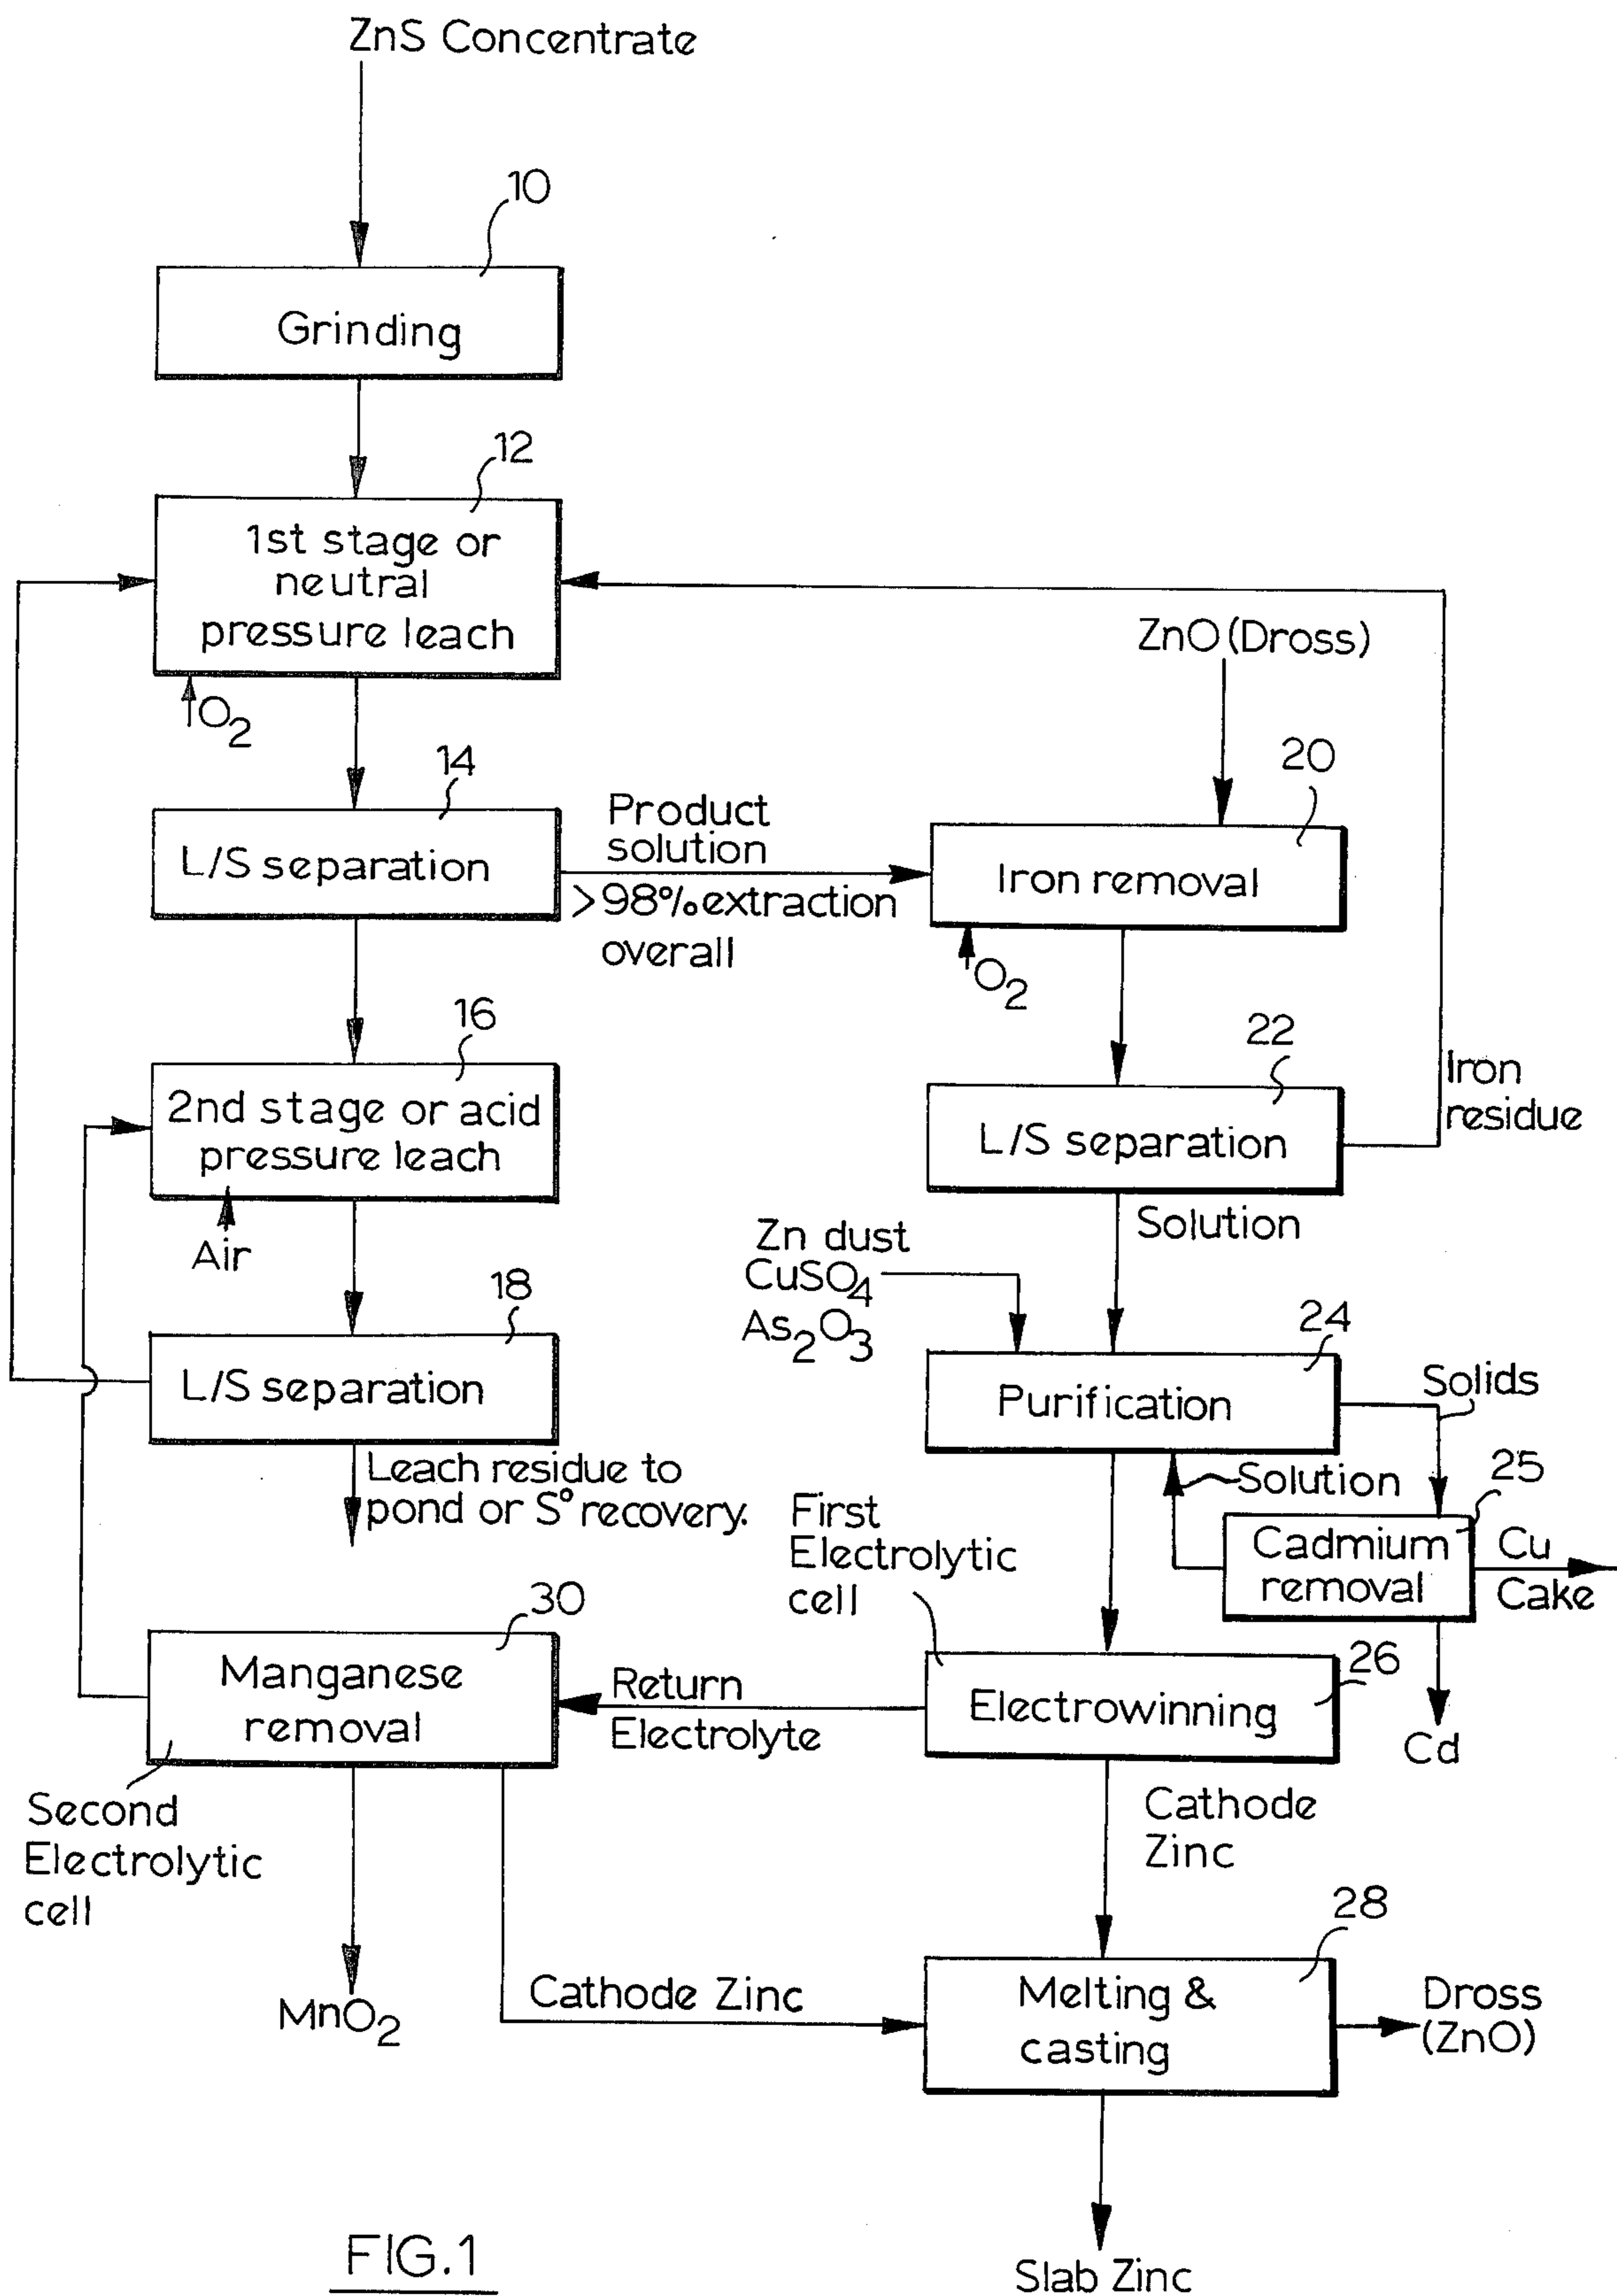 ZnS Concentrate
10
Grinding
12
1st stage or
neutral
pressure leach
O2
ZnO (Dross)
14
L/S separation
Product
solution
>98% extraction
overall
20
Iron removal
O2
16
2nd stage or acid
pressure leach
Air
22
L/S separation
Iron
residue
Solution
Zn dust
CuSO4
As2O3
18
L/S separation
Leach residue to
pond or S° recovery.
24
Purification
Solids
Solution
25
Cadmium
removal
Cu
Cake
Cd
First
Electrolytic
cell
30
Manganese
removal
Return
Electrolyte
26
Electrowinning
Second
Electrolytic
cell
MnO2
Cathode
Zinc
Cathode Zinc
28
Melting &
casting
Dross
(ZnO)
Slab Zinc
FIG.1